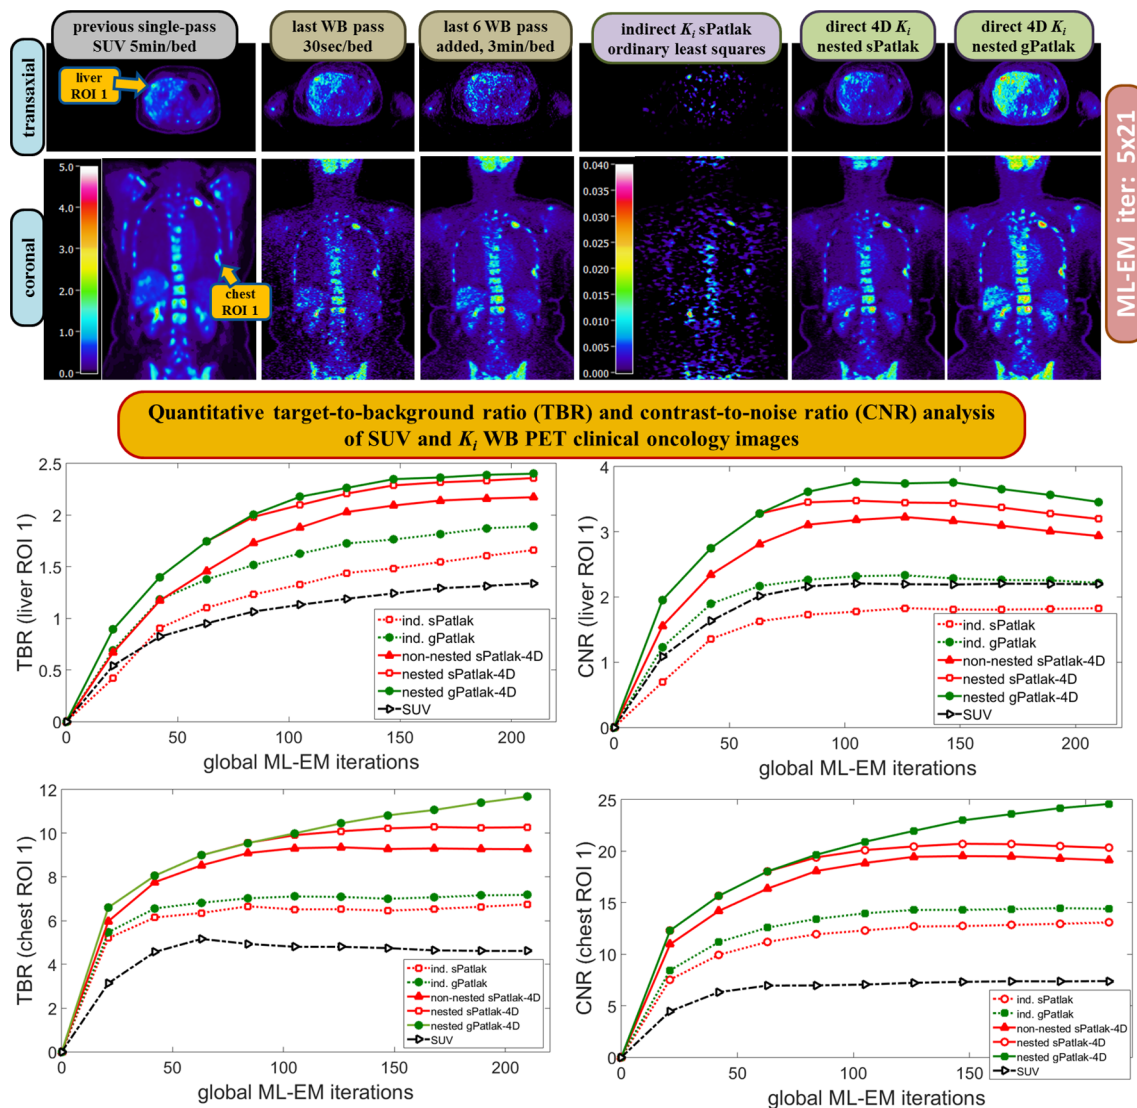 previous single-pass
SUV 5min/bed
last WB pass
30sec/bed
last 6 WB pass
added, 3min/bed
indirect Ki sPatlak
ordinary least squares
direct 4D Ki
nested sPatlak
direct 4D Ki
nested gPatlak
transaxial
liver
ROI 1
ML-EM iter: 5x21
coronal
5.0
4.0
3.0
2.0
1.0
0.0
chest
ROI 1
0.040
0.035
0.030
0.025
0.020
0.015
0.010
0.005
0.000
Quantitative target-to-background ratio (TBR) and contrast-to-noise ratio (CNR) analysis
of SUV and Ki WB PET clinical oncology images
TBR (liver ROI 1)
2.5
2
1.5
1
0.5
0
0 50 100 150 200
global ML-EM iterations
ind. sPatlak
ind. gPatlak
non-nested sPatlak-4D
nested sPatlak-4D
nested gPatlak-4D
SUV
CNR (liver ROI 1)
4
3
2
1
0
0 50 100 150 200
global ML-EM iterations
ind. sPatlak
ind. gPatlak
non-nested sPatlak-4D
nested sPatlak-4D
nested gPatlak-4D
SUV
TBR (chest ROI 1)
12
10
8
6
4
2
0
0 50 100 150 200
global ML-EM iterations
ind. sPatlak
ind. gPatlak
non-nested sPatlak-4D
nested sPatlak-4D
nested gPatlak-4D
SUV
CNR (chest ROI 1)
25
20
15
10
5
0
0 50 100 150 200
global ML-EM iterations
ind. sPatlak
ind. gPatlak
non-nested sPatlak-4D
nested sPatlak-4D
nested gPatlak-4D
SUV